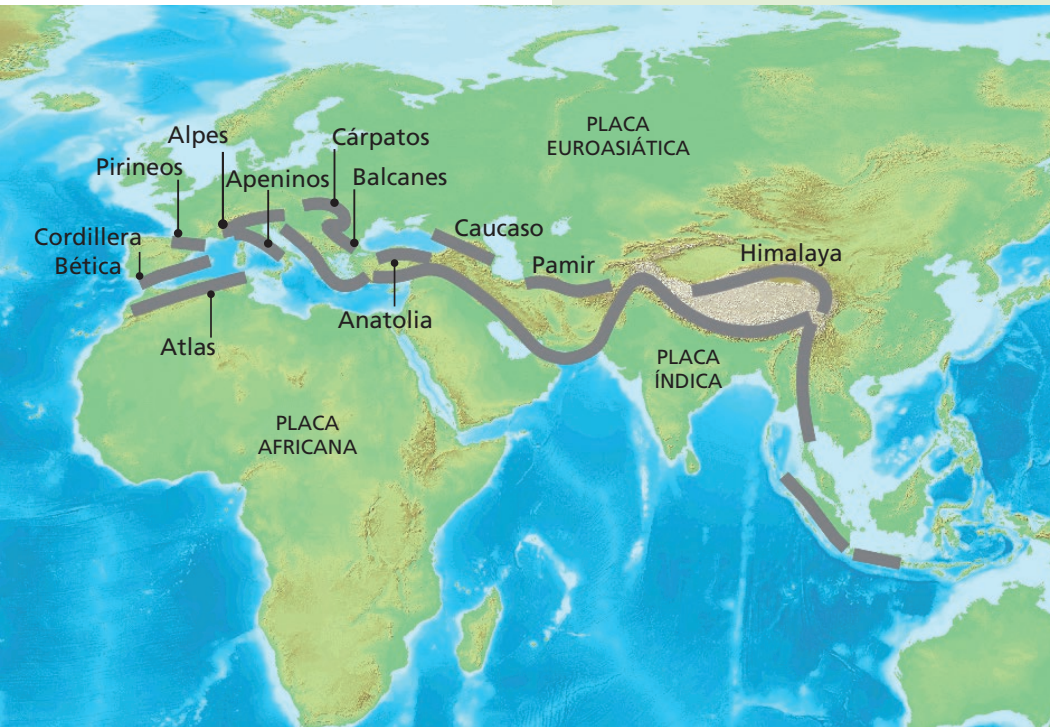 PLACA
EUROASIÁTICA
Alpes
Cárpatos
Pirineos
Apeninos
Balcanes
Cordillera
Bética
Caucaso
Pamir
Himalaya
Anatolia
Atlas
PLACA
ÍNDICA
PLACA
AFRICANA